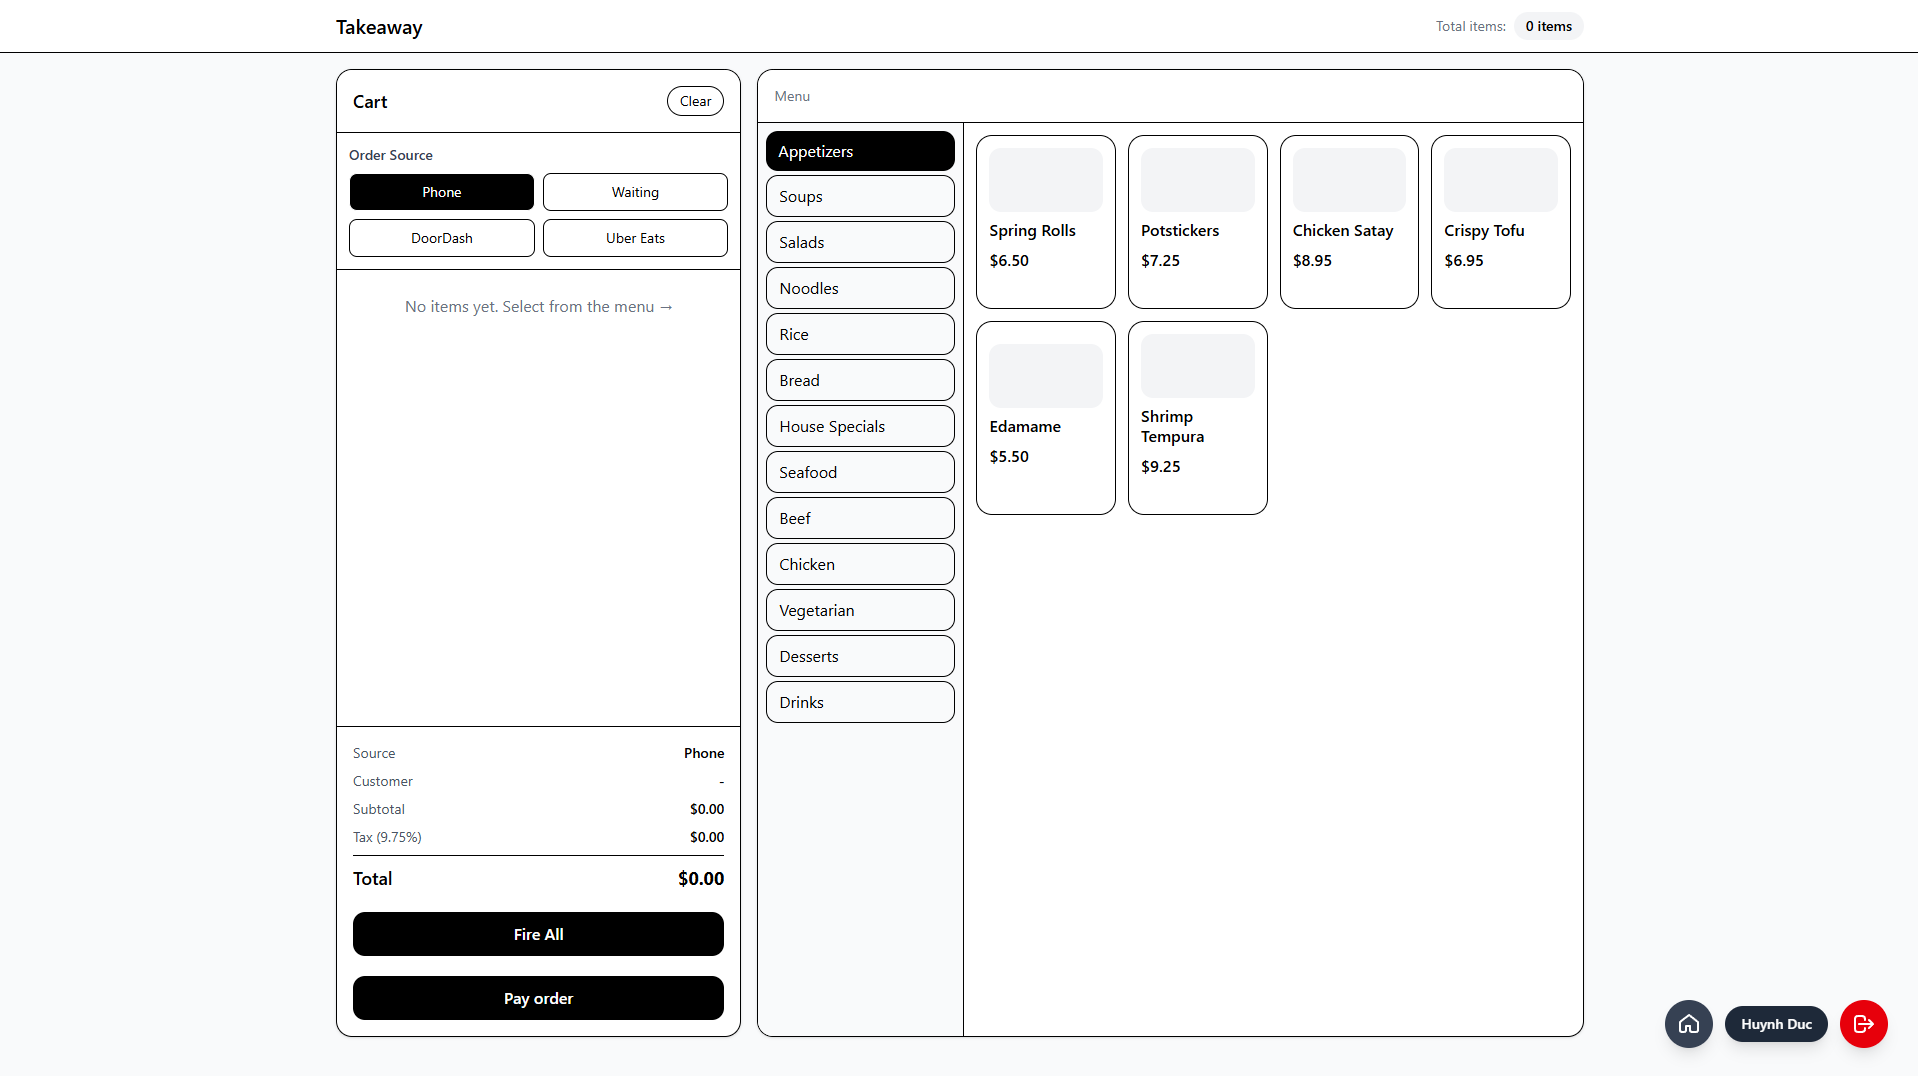 Takeaway
Total items: 0 items
Cart
Clear
Order Source
Phone
Waiting
DoorDash
Uber Eats
No items yet. Select from the menu →
Source Phone
Customer -
Subtotal $0.00
Tax (9.75%) $0.00
Total $0.00
Fire All
Pay order
Menu
Appetizers
Soups
Salads
Noodles
Rice
Bread
House Specials
Seafood
Beef
Chicken
Vegetarian
Desserts
Drinks
Spring Rolls
$6.50
Potstickers
$7.25
Chicken Satay
$8.95
Crispy Tofu
$6.95
Edamame
$5.50
Shrimp
Tempura
$9.25
Huynh Duc